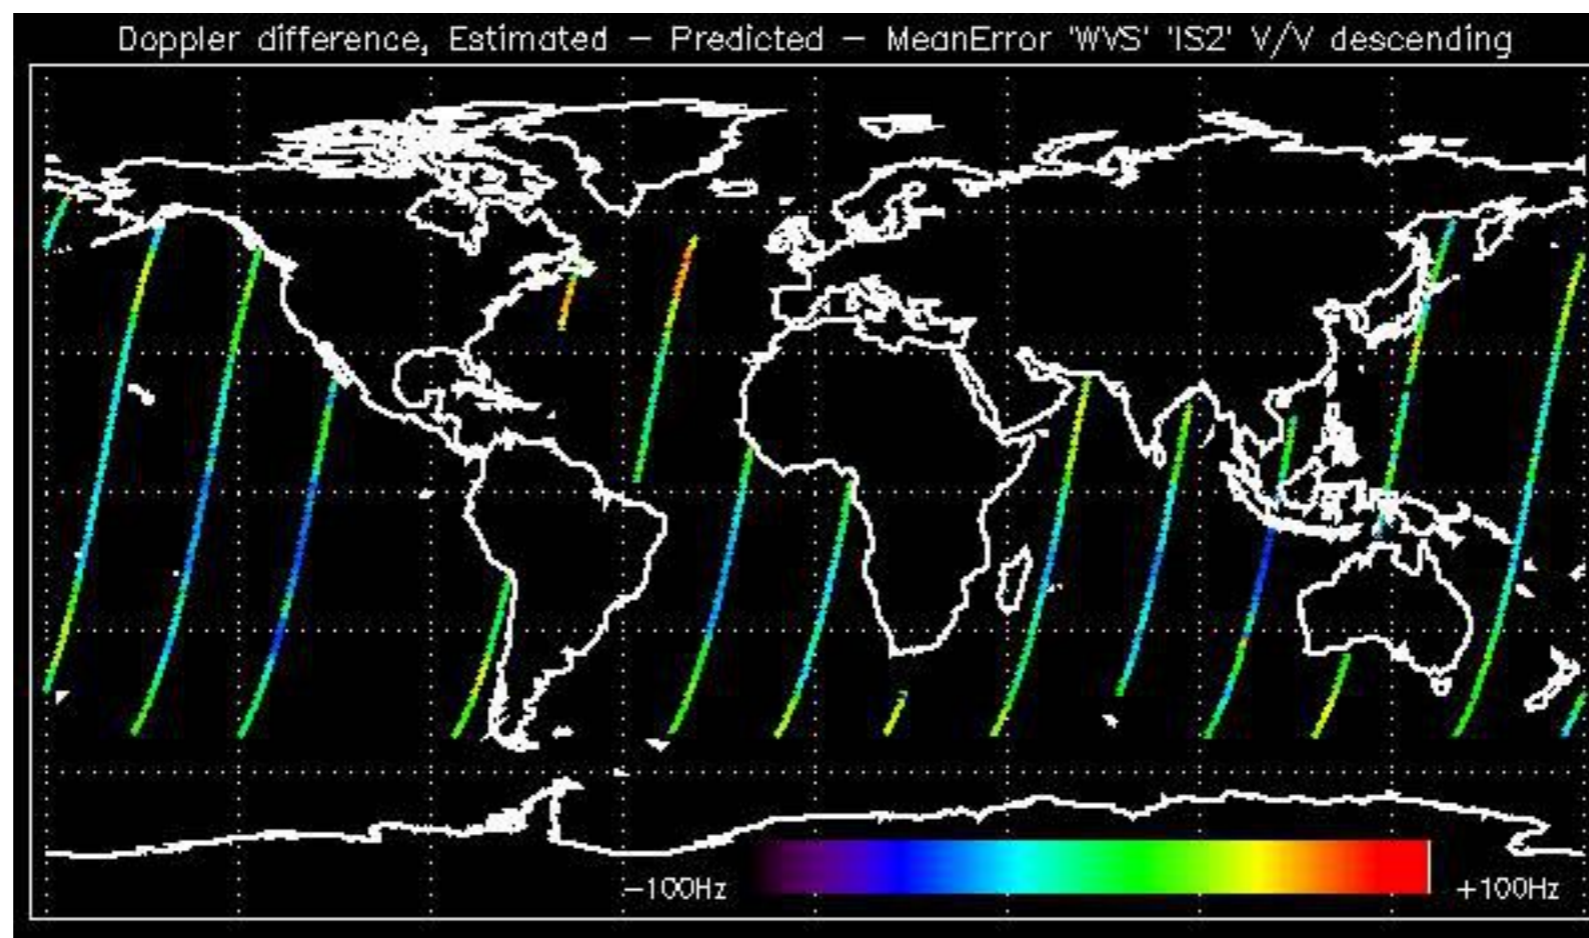 Doppler difference, Estimated – Predicted – MeanError 'WVS' 'IS2' V/V descending
–100Hz
+100Hz